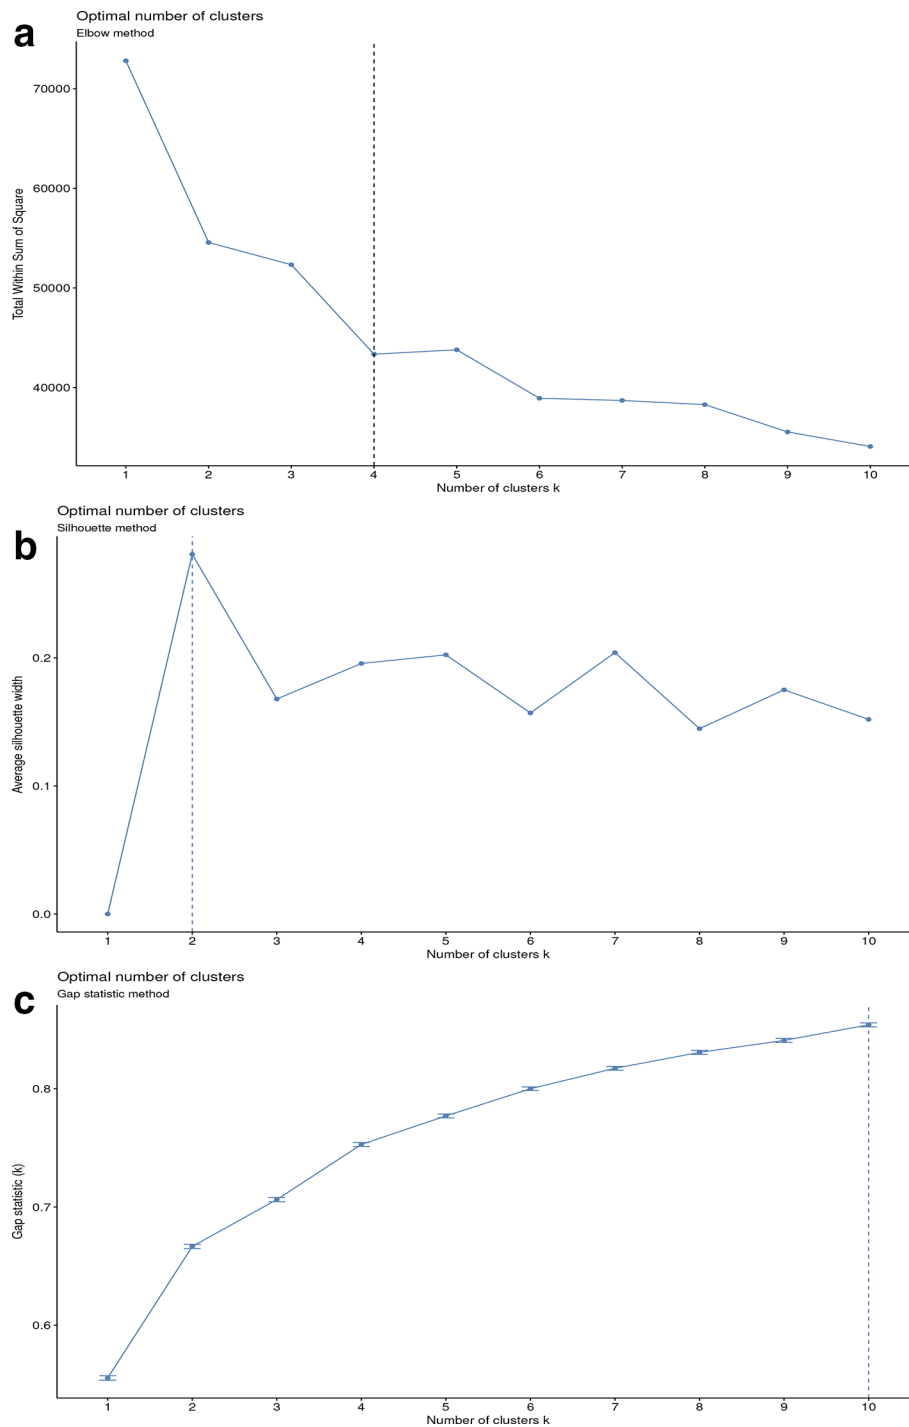 a
Optimal number of clusters
Elbow method
Total Within Sum of Square
70000
60000
50000
40000
1 2 3 4 5 6 7 8 9 10
Number of clusters k
b
Optimal number of clusters
Silhouette method
Average silhouette width
0.2
0.1
0.0
1 2 3 4 5 6 7 8 9 10
Number of clusters k
c
Optimal number of clusters
Gap statistic method
Gap statistic (k)
0.8
0.7
0.6
1 2 3 4 5 6 7 8 9 10
Number of clusters k